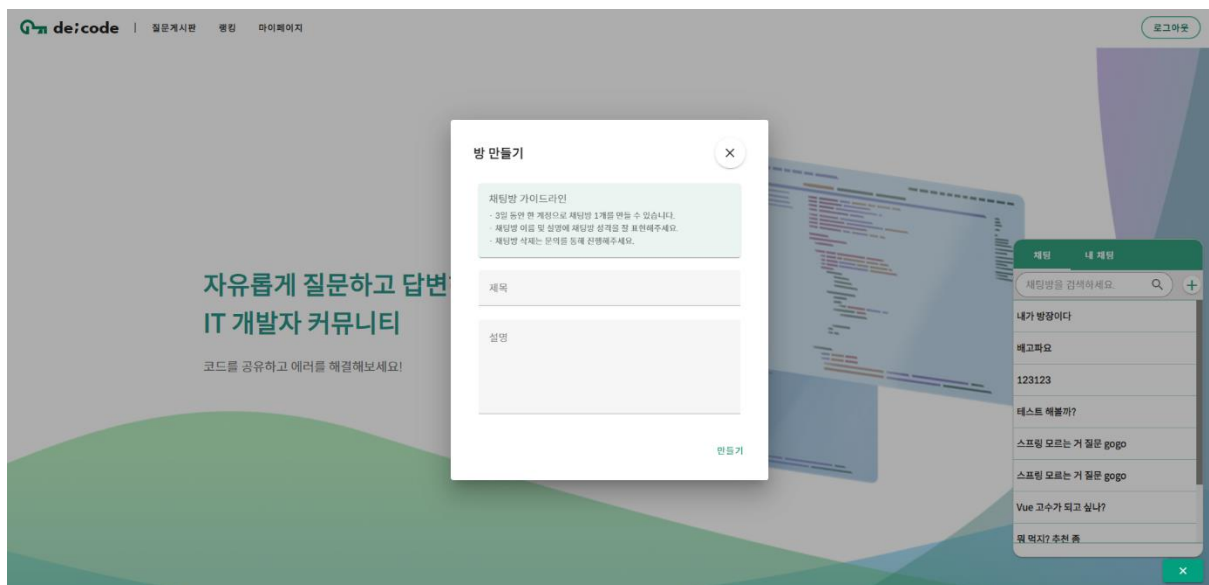 de;code | 질문게시판 랭킹 마이페이지
로그아웃
방 만들기
채팅방 가이드라인
- 3일 동안 한 계정으로 채팅방 1개를 만들 수 있습니다.
- 채팅방 이름 및 설명에 채팅방 성격을 잘 표현해주세요.
- 채팅방 삭제는 문의를 통해 진행해주세요.
제목
설명
만들기
자유롭게 질문하고 답변
IT 개발자 커뮤니티
코드를 공유하고 에러를 해결해보세요!
채팅 내 채팅
채팅방을 검색하세요.
내가 방장이다
배고파요
123123
테스트 해볼까?
스프링 모르는 거 질문 gogo
스프링 모르는 거 질문 gogo
Vue 고수가 되고 싶나?
뭐 먹지? 추천 좀